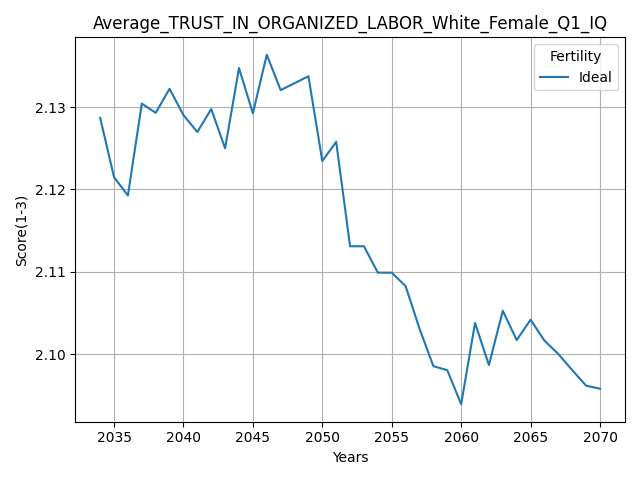 Average_TRUST_IN_ORGANIZED_LABOR_White_Female_Q1_IQ
Fertility
Ideal
2.13
2.12
2.11
2.10
Score(1-3)
2035 2040 2045 2050 2055 2060 2065 2070
Years